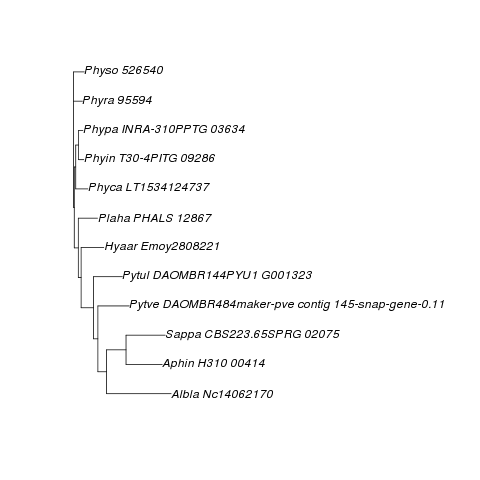 Physo 526540
Phyra 95594
Phypa INRA-310PPTG 03634
Phyin T30-4PITG 09286
Phyca LT1534124737
Plaha PHALS 12867
Hyaar Emoy2808221
Pytul DAOMBR144PYU1 G001323
Pytve DAOMBR484maker-pve contig 145-snap-gene-0.11
Sappa CBS223.65SPRG 02075
Aphin H310 00414
Albla Nc14062170